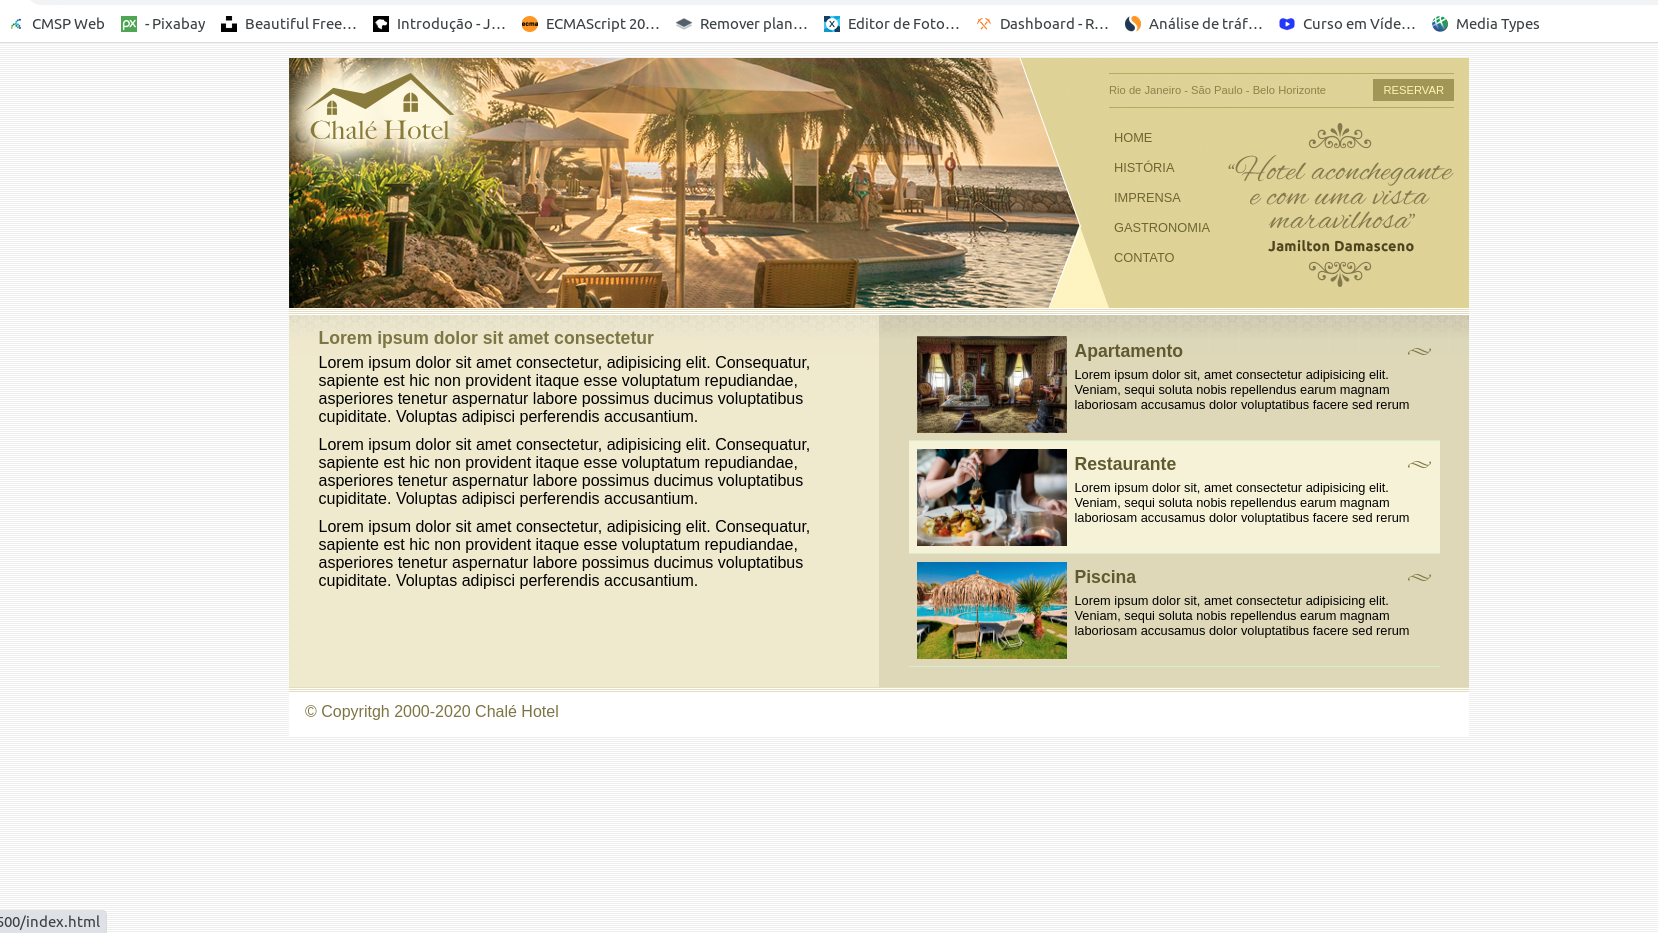 CMSP Web
- Pixabay
Beautiful Free…
Introdução - J…
ECMAScript 20…
Remover plan…
Editor de Foto…
Dashboard - R…
Análise de tráf…
Curso em Víde…
Media Types
Chalé Hotel
Rio de Janeiro - São Paulo - Belo Horizonte
RESERVAR
HOME
HISTÓRIA
IMPRENSA
GASTRONOMIA
CONTATO
“Hotel aconchegante
e com uma vista
maravilhosa”
Jamilton Damasceno
Lorem ipsum dolor sit amet consectetur
Lorem ipsum dolor sit amet consectetur, adipisicing elit. Consequatur,
sapiente est hic non provident itaque esse voluptatum repudiandae,
asperiores tenetur aspernatur labore possimus ducimus voluptatibus
cupiditate. Voluptas adipisci perferendis accusantium.
Lorem ipsum dolor sit amet consectetur, adipisicing elit. Consequatur,
sapiente est hic non provident itaque esse voluptatum repudiandae,
asperiores tenetur aspernatur labore possimus ducimus voluptatibus
cupiditate. Voluptas adipisci perferendis accusantium.
Lorem ipsum dolor sit amet consectetur, adipisicing elit. Consequatur,
sapiente est hic non provident itaque esse voluptatum repudiandae,
asperiores tenetur aspernatur labore possimus ducimus voluptatibus
cupiditate. Voluptas adipisci perferendis accusantium.
Apartamento
Lorem ipsum dolor sit, amet consectetur adipisicing elit.
Veniam, sequi soluta nobis repellendus earum magnam
laboriosam accusamus dolor voluptatibus facere sed rerum
Restaurante
Lorem ipsum dolor sit, amet consectetur adipisicing elit.
Veniam, sequi soluta nobis repellendus earum magnam
laboriosam accusamus dolor voluptatibus facere sed rerum
Piscina
Lorem ipsum dolor sit, amet consectetur adipisicing elit.
Veniam, sequi soluta nobis repellendus earum magnam
laboriosam accusamus dolor voluptatibus facere sed rerum
© Copyritgh 2000-2020 Chalé Hotel
500/index.html